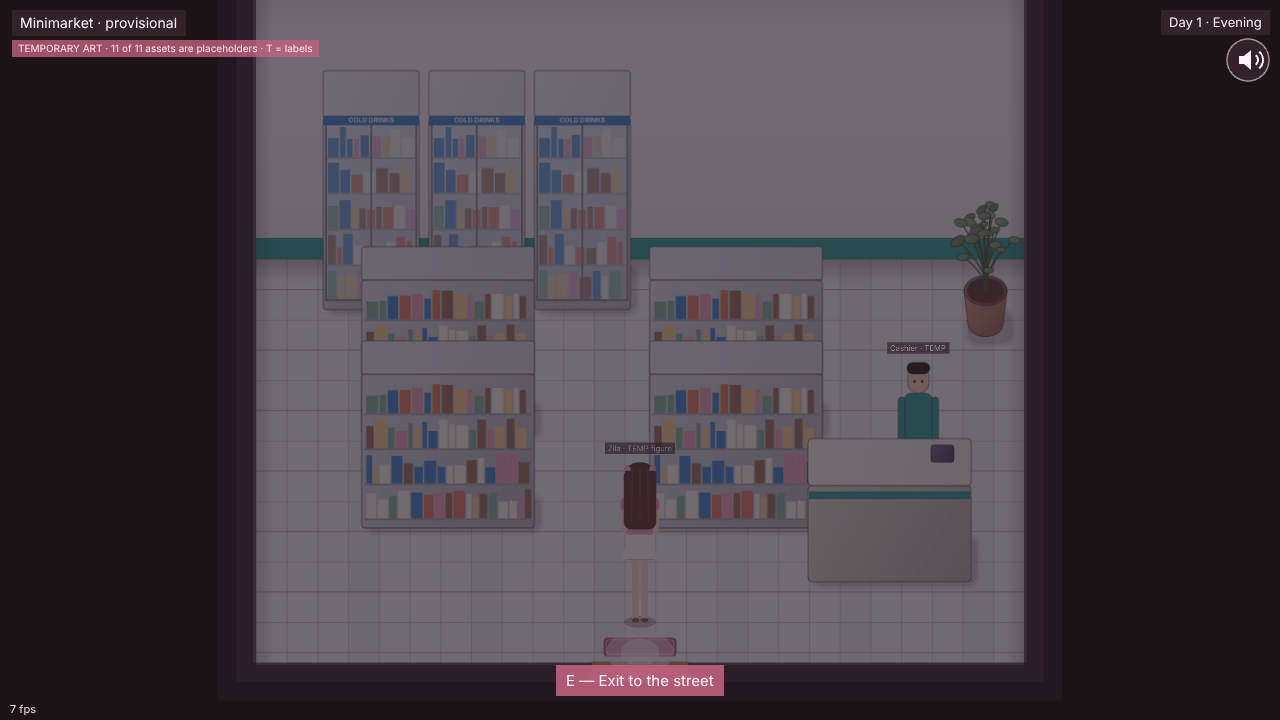 Minimarket · provisional
Day 1 · Evening
TEMPORARY ART · 11 of 11 assets are placeholders · T = labels
COLD DRINKS
COLD DRINKS
COLD DRINKS
Cashier · TEMP
Zila · TEMP figure
E — Exit to the street
7 fps